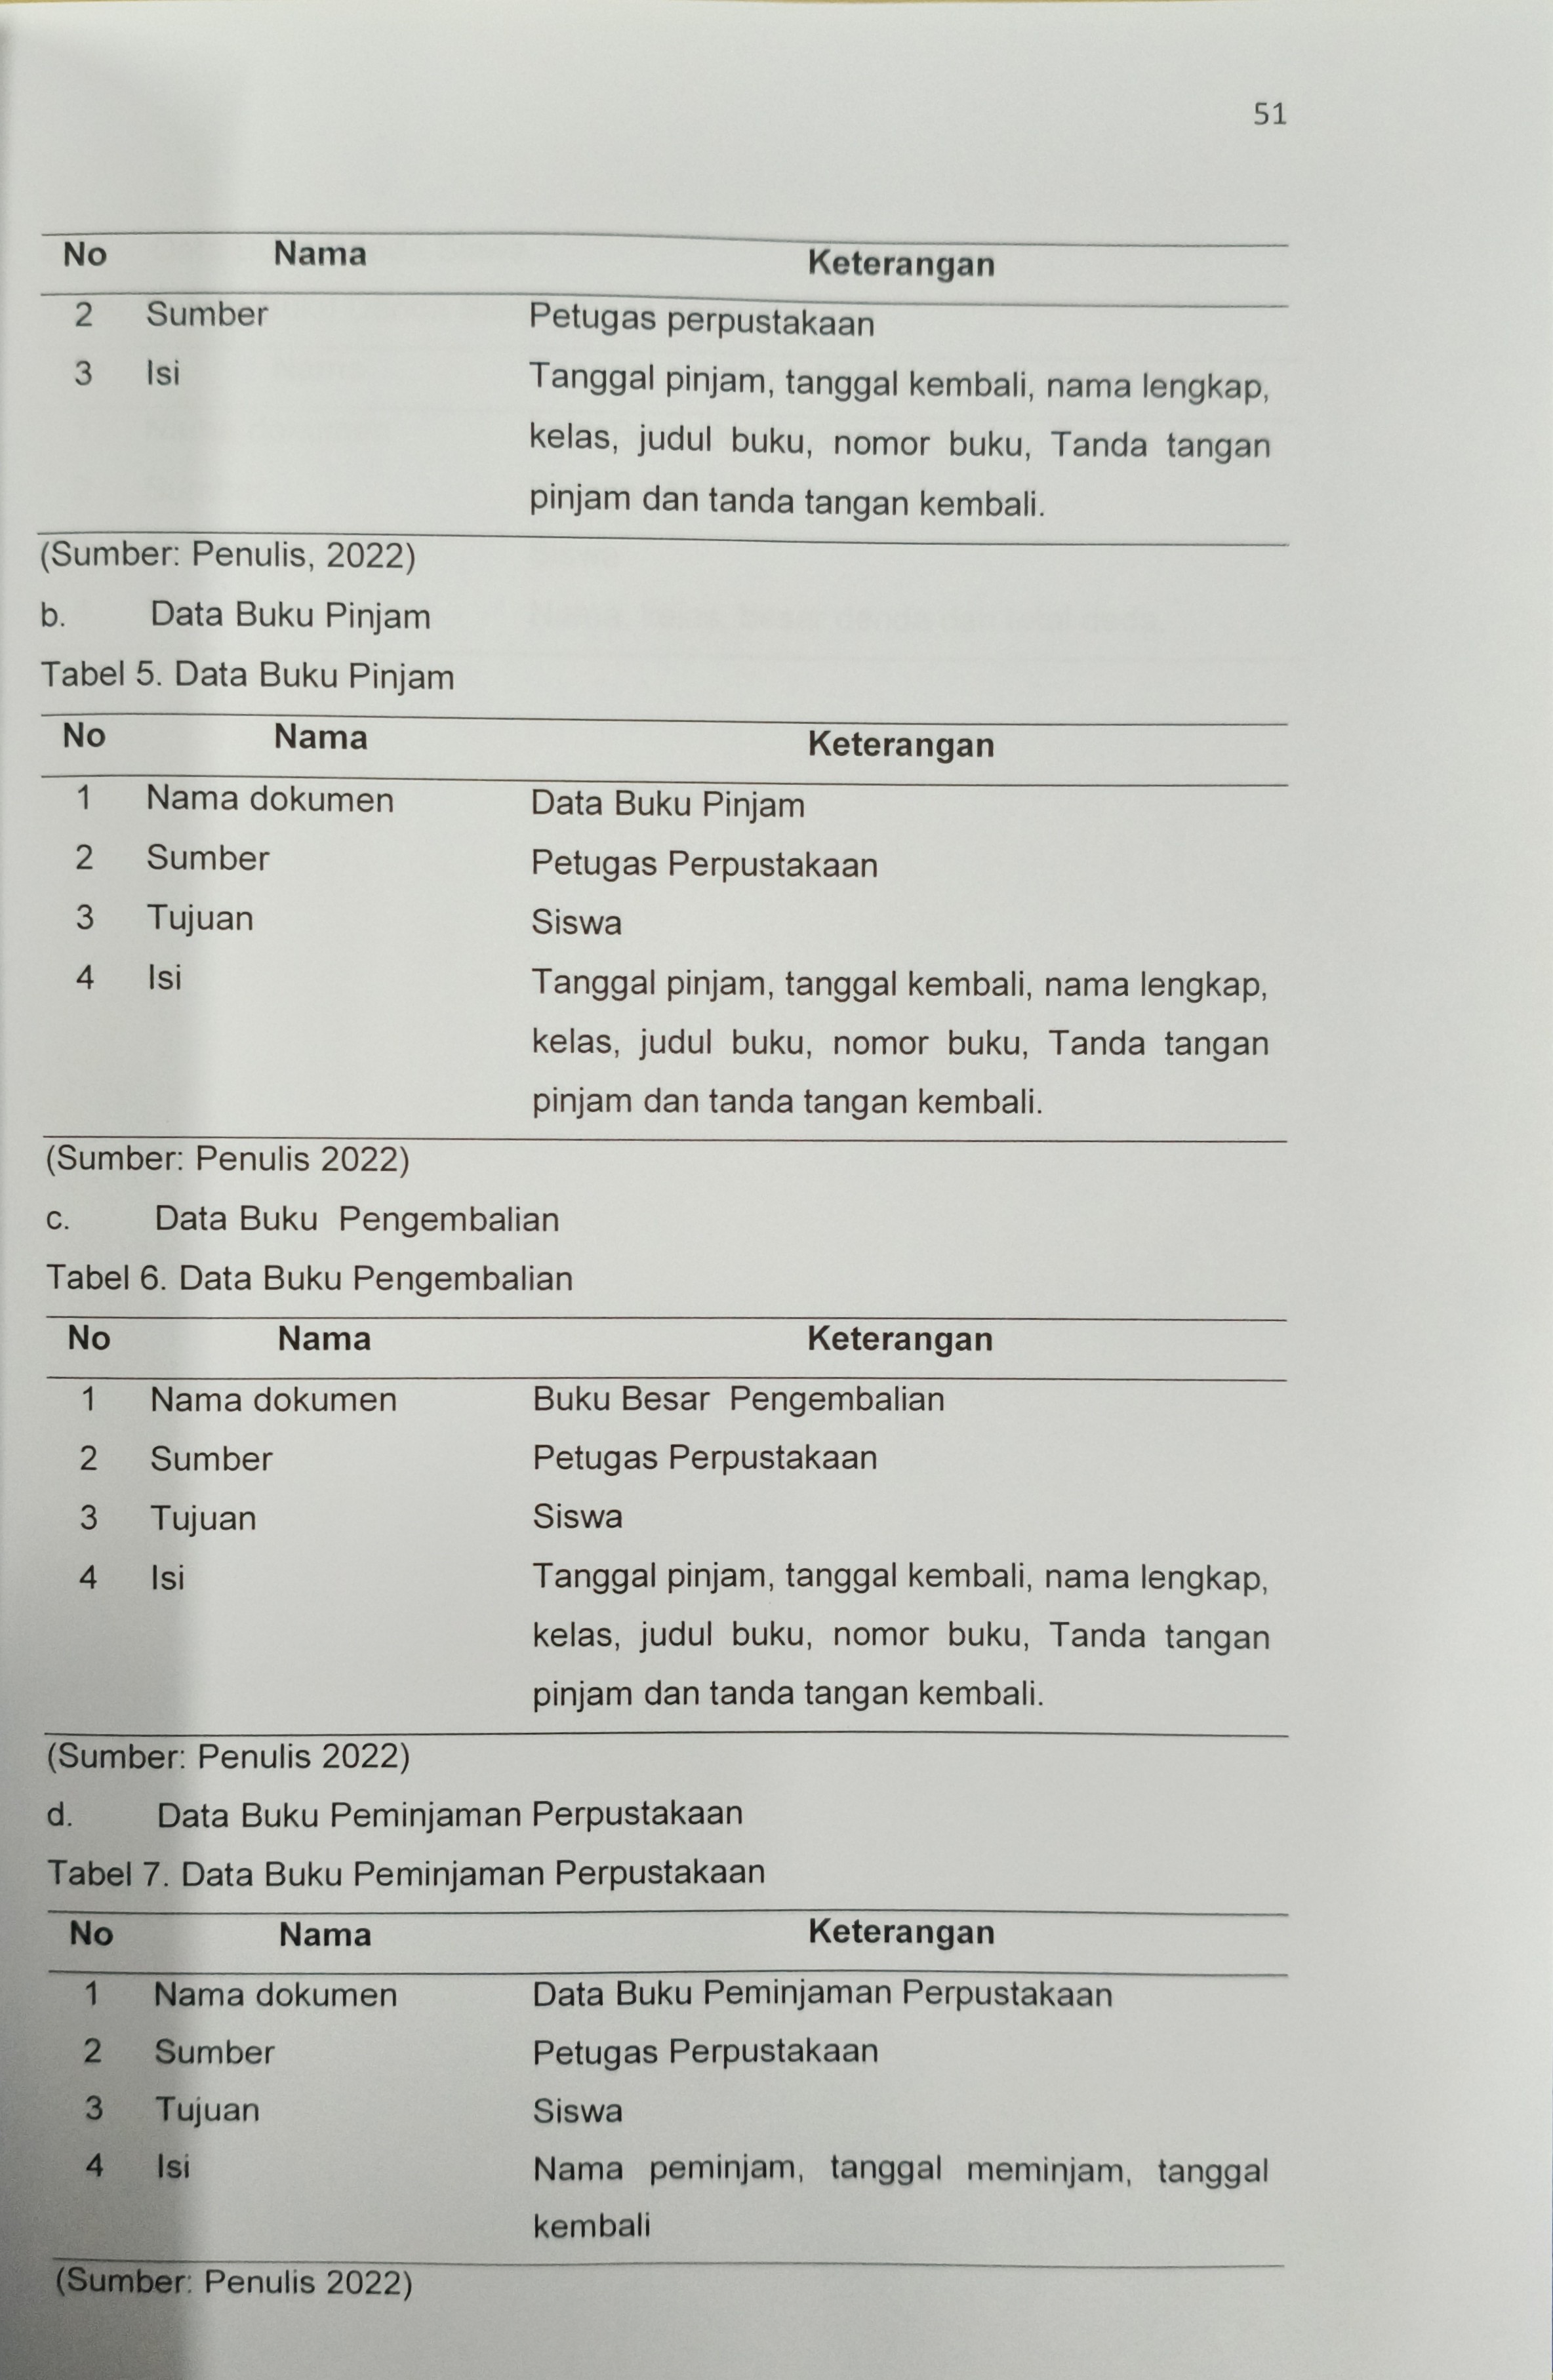 51
No Nama Keterangan
2 Sumber Petugas perpustakaan
3 Isi Tanggal pinjam, tanggal kembali, nama lengkap,
kelas, judul buku, nomor buku, Tanda tangan
pinjam dan tanda tangan kembali.
(Sumber: Penulis, 2022)
b. Data Buku Pinjam
Tabel 5. Data Buku Pinjam
No Nama Keterangan
1 Nama dokumen Data Buku Pinjam
2 Sumber Petugas Perpustakaan
3 Tujuan Siswa
4 Isi Tanggal pinjam, tanggal kembali, nama lengkap,
kelas, judul buku, nomor buku, Tanda tangan
pinjam dan tanda tangan kembali.
(Sumber: Penulis 2022)
c. Data Buku Pengembalian
Tabel 6. Data Buku Pengembalian
No Nama Keterangan
1 Nama dokumen Buku Besar Pengembalian
2 Sumber Petugas Perpustakaan
3 Tujuan Siswa
4 Isi Tanggal pinjam, tanggal kembali, nama lengkap,
kelas, judul buku, nomor buku, Tanda tangan
pinjam dan tanda tangan kembali.
(Sumber: Penulis 2022)
d. Data Buku Peminjaman Perpustakaan
Tabel 7. Data Buku Peminjaman Perpustakaan
No Nama Keterangan
1 Nama dokumen Data Buku Peminjaman Perpustakaan
2 Sumber Petugas Perpustakaan
3 Tujuan Siswa
4 Isi Nama peminjam, tanggal meminjam, tanggal
kembali
(Sumber: Penulis 2022)